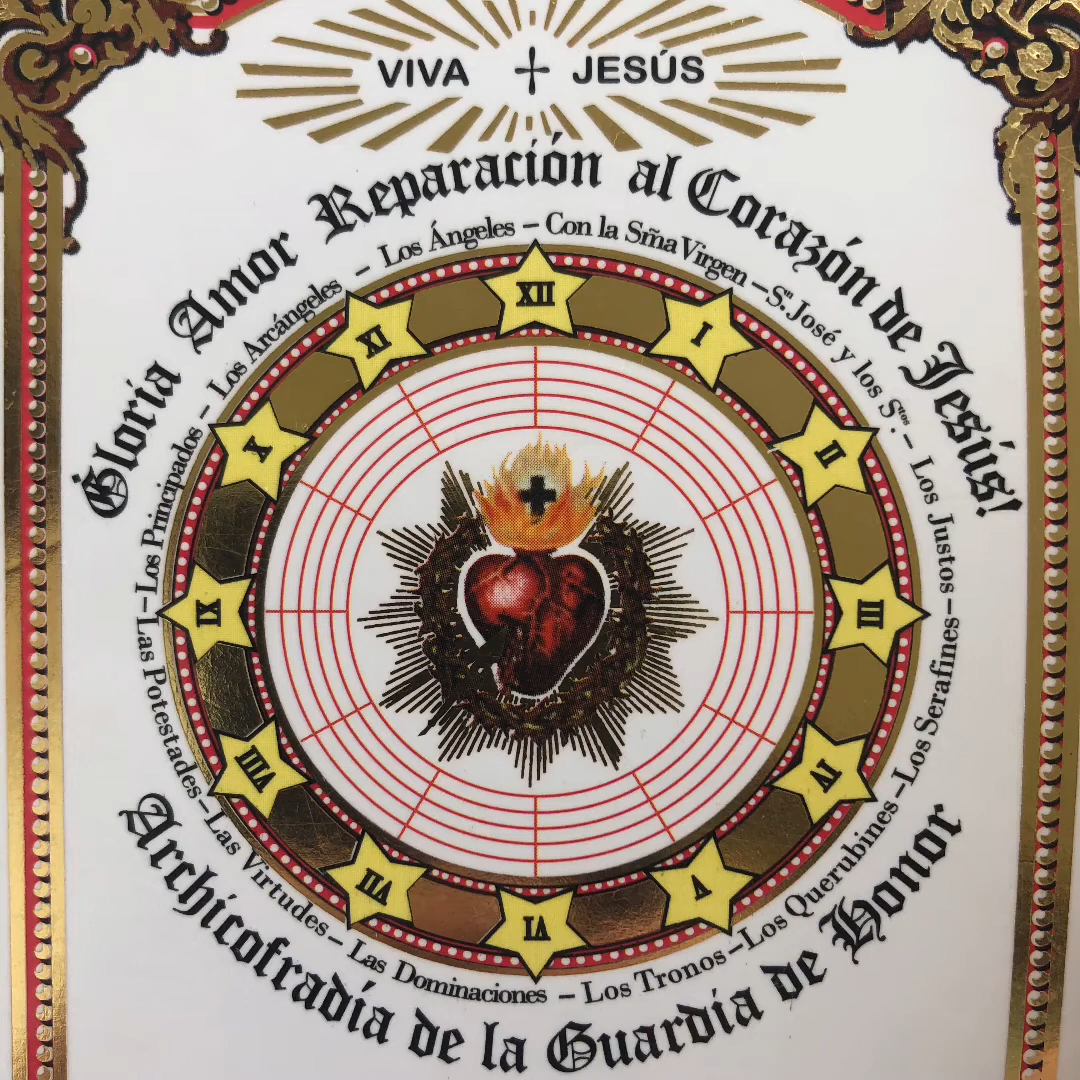 VIVA + JESÚS
Gloria Amor Reparación al Corazón de Jesús!
Con la Sm̃a Virgen – Sn. José y los Stos. – Los Justos – Los Serafines – Los Querubines – Los Tronos – Las Dominaciones – Las Virtudes – Las Potestades – Los Principados – Los Arcángeles – Los Ángeles –
XII
I
II
III
IV
V
VI
VII
VIII
IX
X
XI
Archicofradía de la Guardia de Honor